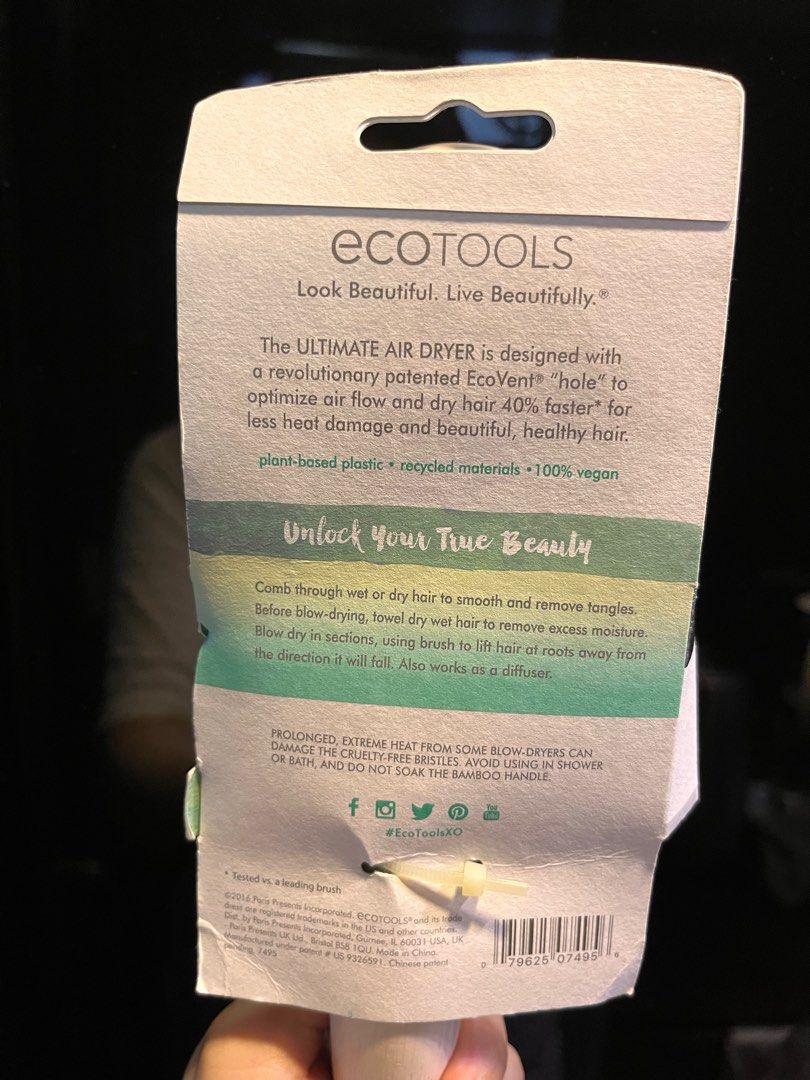 ecoTOOLS
Look Beautiful. Live Beautifully.®
The ULTIMATE AIR DRYER is designed with
a revolutionary patented EcoVent® "hole" to
optimize air flow and dry hair 40% faster* for
less heat damage and beautiful, healthy hair.
plant-based plastic • recycled materials • 100% vegan
Unlock Your True Beauty
Comb through wet or dry hair to smooth and remove tangles.
Before blow-drying, towel dry wet hair to remove excess moisture.
Blow dry in sections, using brush to lift hair at roots away from
the direction it will fall. Also works as a diffuser.
PROLONGED, EXTREME HEAT FROM SOME BLOW-DRYERS CAN
DAMAGE THE CRUELTY-FREE BRISTLES. AVOID USING IN SHOWER
OR BATH, AND DO NOT SOAK THE BAMBOO HANDLE.
You Tube
#EcoToolsXO
* Tested vs. a leading brush
©2016 Paris Presents Incorporated. ecoTOOLS® and its trade
dress are registered trademarks in the US and other countries.
Dist. by Paris Presents Incorporated, Gurnee, IL 60031 USA, UK
- Paris Presents UK Ltd., Bristol BS8 1QU. Made in China.
Manufactured under patent # US 9326591. Chinese patent
pending. 7495
0 79625 07495 6